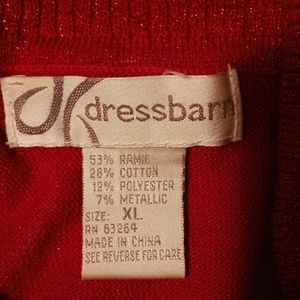 dressbarn
53% RAMIE
28% COTTON
12% POLYESTER
7% METALLIC
SIZE: XL
RN 63264
MADE IN CHINA
SEE REVERSE FOR CARE